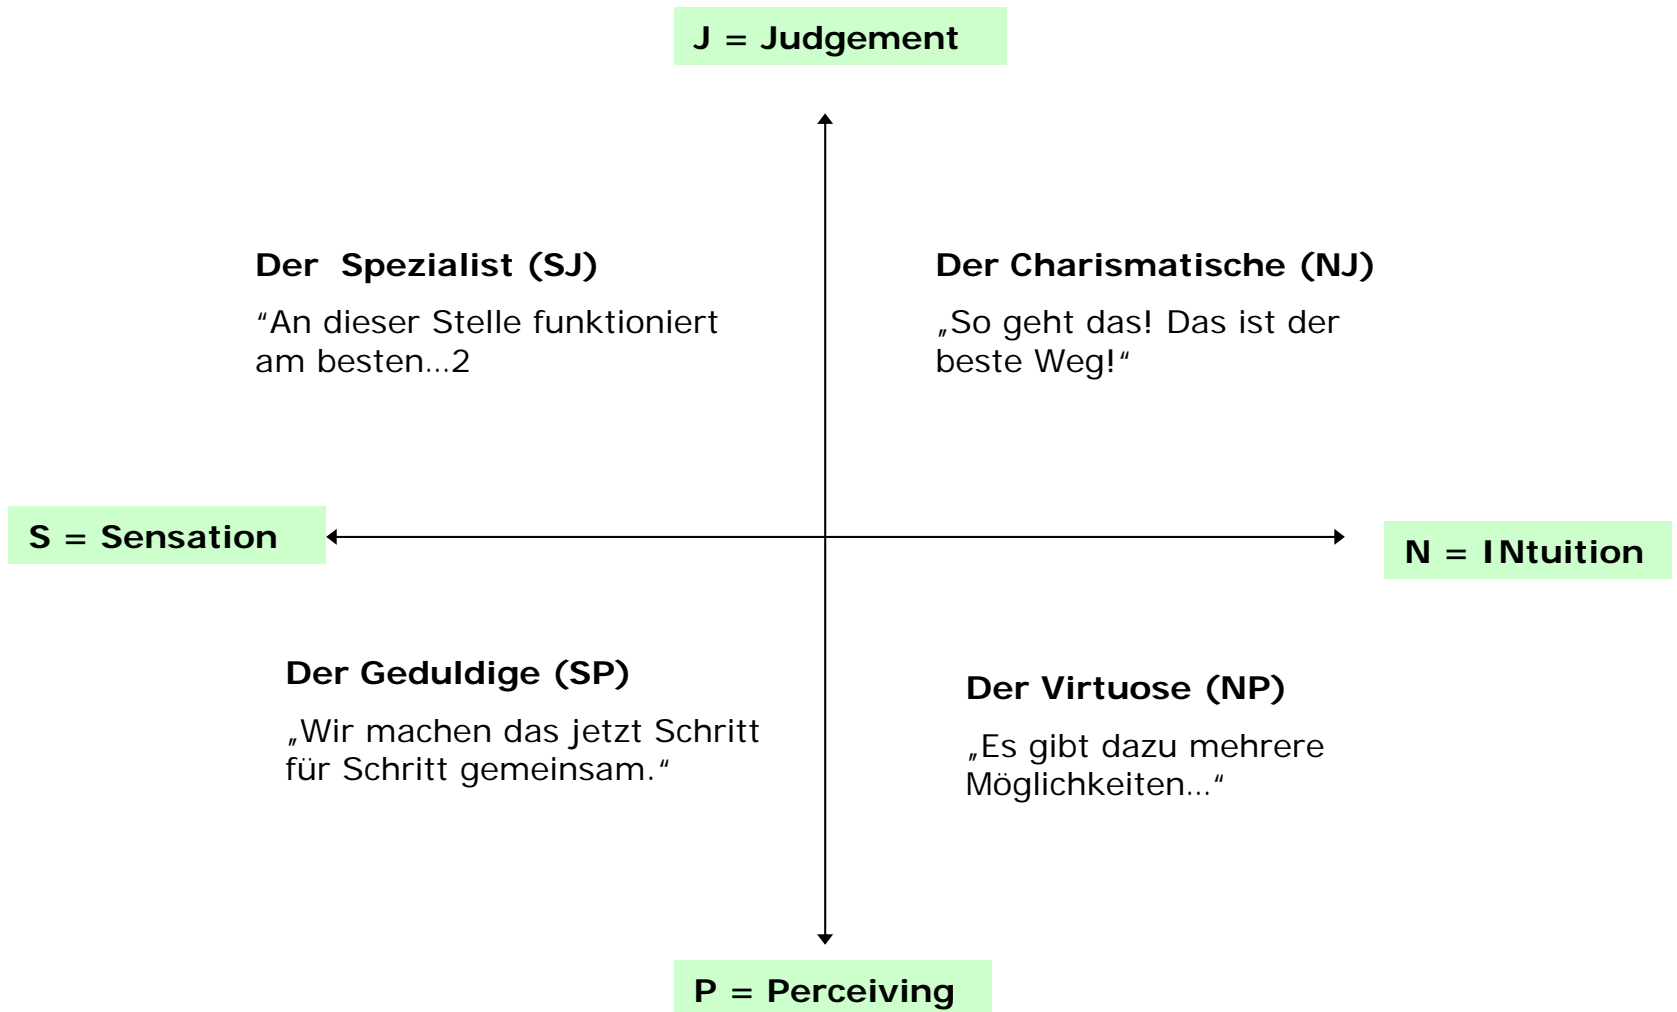 J = Judgement
Der Spezialist (SJ)
“An dieser Stelle funktioniert
am besten...2
Der Charismatische (NJ)
„So geht das! Das ist der
beste Weg!“
S = Sensation
N = INtuition
Der Geduldige (SP)
„Wir machen das jetzt Schritt
für Schritt gemeinsam.“
Der Virtuose (NP)
„Es gibt dazu mehrere
Möglichkeiten...“
P = Perceiving